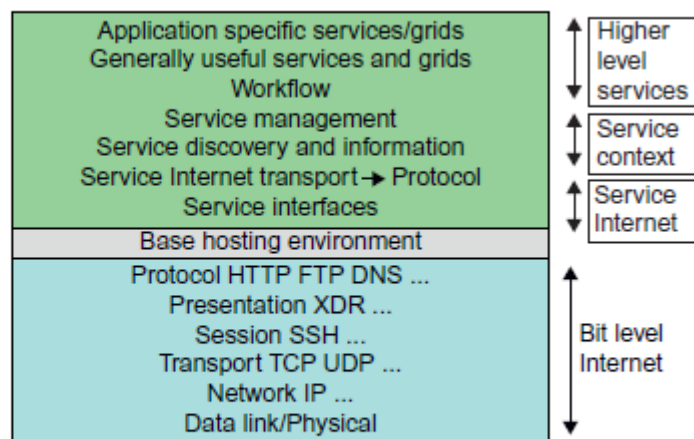 Application specific services/grids
Generally useful services and grids
Workflow
Service management
Service discovery and information
Service Internet transport → Protocol
Service interfaces
Base hosting environment
Protocol HTTP FTP DNS ...
Presentation XDR ...
Session SSH ...
Transport TCP UDP ...
Network IP ...
Data link/Physical
Higher
level
services
Service
context
Service
Internet
Bit level
Internet